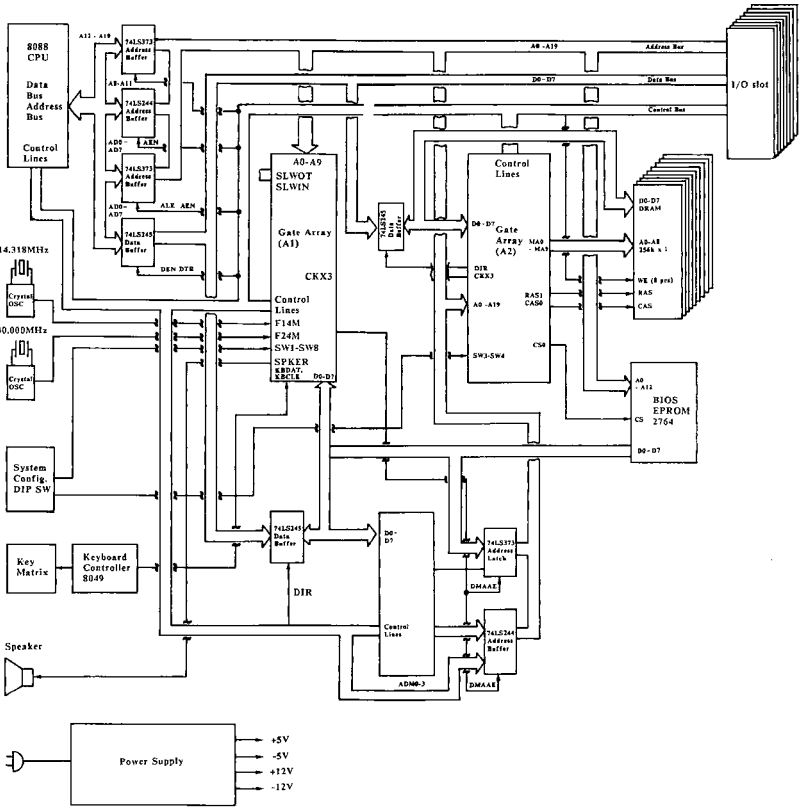 8088
CPU
Data
Bus
Address
Bus
Control
Lines
A12 - A19
74LS373
Address
Buffer
A8-A11
74LS244
Address
Buffer
AD0-
AD7
AEN
74LS373
Address
Buffer
AD0-
AD7
ALE AEN
74LS245
Data
Buffer
DEN DTR
A0 -A19
Address Bus
D0-D7
Data Bus
Control Bus
I/O slot
14.318MHz
Crystal
OSC
Crystal
OSC
A0-A9
SLWOT
SLWIN
Gate Array
(A1)
CKX3
Control
Lines
F14M
F24M
SW1-SW8
SPKER
KBDAT,
KBCLK
D0-D7
74LS245
Data
Buffer
Control
Lines
D0-D7
Gate
Array
(A2)
MA0
- MA9
DIR
CKX3
RAS1
CAS0
A0 -A19
CS0
SW3-SW4
D0-D7
DRAM
A0-A8
256k x 1
WE (8 pcs)
RAS
CAS
A0
- A12
BIOS
EPROM
2764
CS
D0 - D7
System
Config.
DIP SW
Key
Matrix
Keyboard
Controller
8049
74LS245
Data
Buffer
DIR
D0-
D7
Control
Lines
ADM0-3
74LS373
Address
Latch
DMAAE
74LS244
Address
Buffer
DMAAE
Speaker
Power Supply
+5V
-5V
+12V
-12V